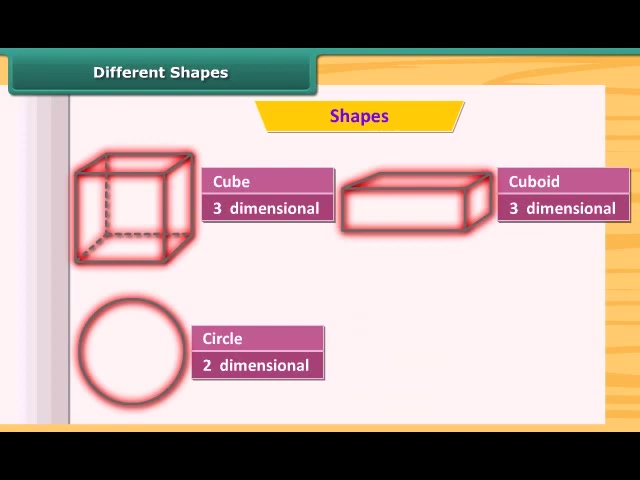 Different Shapes
Shapes
Cube
3 dimensional
Cuboid
3 dimensional
Circle
2 dimensional